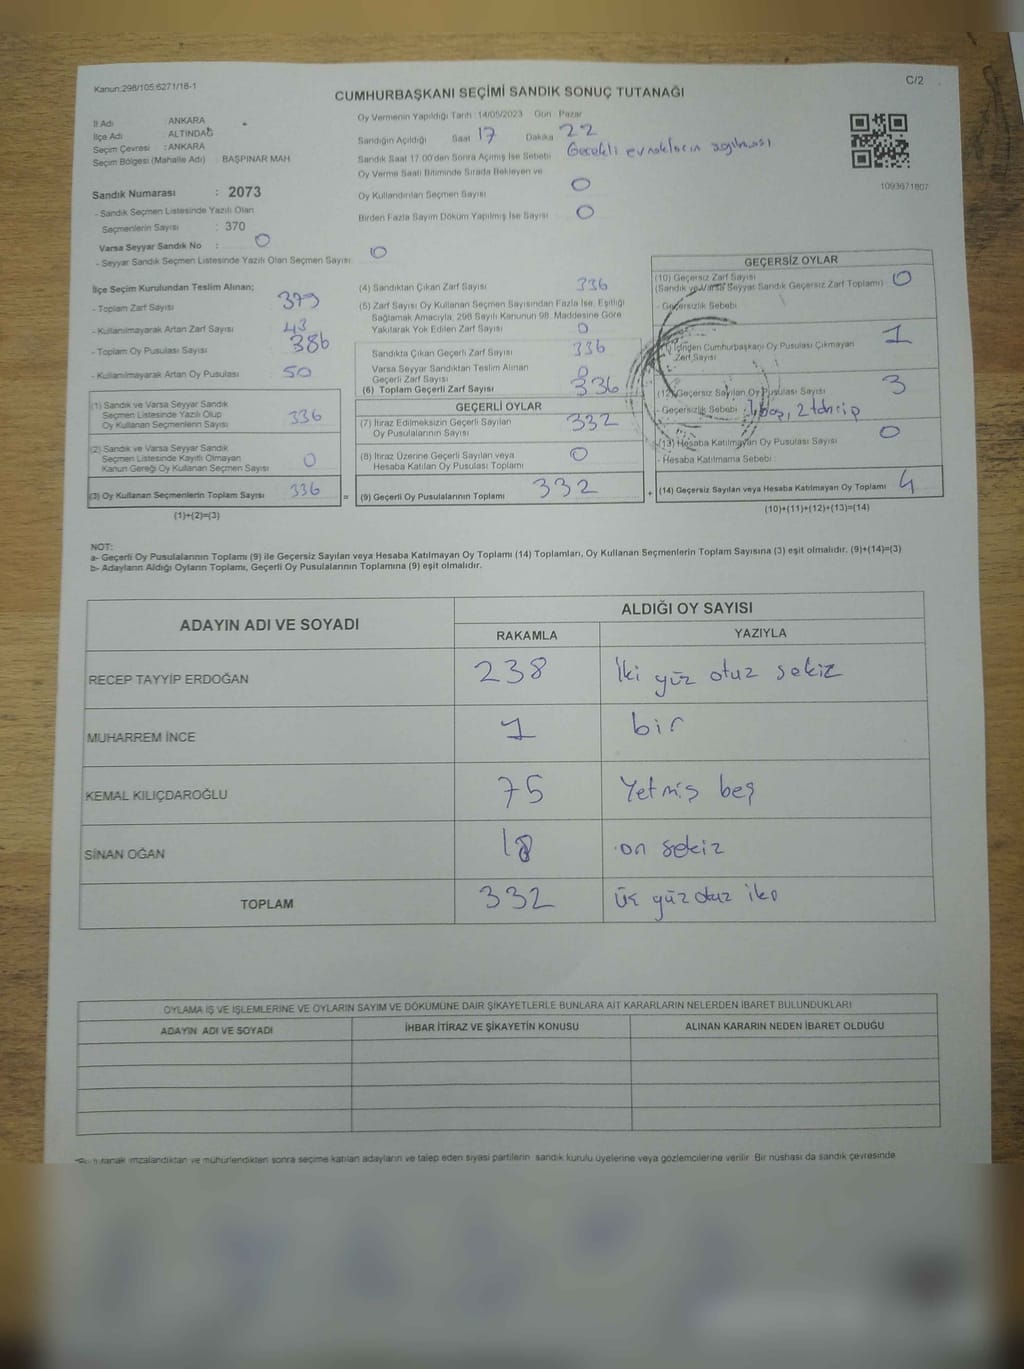 Kanun:298/105:6271/18-1
C/2
CUMHURBAŞKANI SEÇİMİ SANDIK SONUÇ TUTANAĞI
İl Adı : ANKARA
İlçe Adı : ALTINDAĞ
Seçim Çevresi : ANKARA
Seçim Bölgesi (Mahalle Adı) : BAŞPINAR MAH.
Sandık Numarası : 2073
- Sandık Seçmen Listesinde Yazılı Olan
Seçmenlerin Sayısı : 370
Varsa Seyyar Sandık No : 0
- Seyyar Sandık Seçmen Listesinde Yazılı Olan Seçmen Sayısı 0
Oy Vermenin Yapıldığı Tarih :14/05/2023 Gün : Pazar
Sandığın Açıldığı Saat 17 Dakika 22
Sandık Saat 17.00'den Sonra Açılmış İse Sebebi
Oy Verme Saati Bitiminde Sırada Bekleyen ve
Oy Kullandırılan Seçmen Sayısı 0
Birden Fazla Sayım Döküm Yapılmış İse Sayısı 0
1093671807
İlçe Seçim Kurulundan Teslim Alınan;
- Toplam Zarf Sayısı 379
- Kullanılmayarak Artan Zarf Sayısı 43
- Toplam Oy Pusulası Sayısı 386
- Kullanılmayarak Artan Oy Pusulası 50
(1) Sandık ve Varsa Seyyar Sandık
Seçmen Listesinde Yazılı Olup
Oy Kullanan Seçmenlerin Sayısı 336
(2) Sandık ve Varsa Seyyar Sandık
Seçmen Listesinde Kayıtlı Olmayan
Kanun Gereği Oy Kullanan Seçmen Sayısı 0
(3) Oy Kullanan Seçmenlerin Toplam Sayısı 336 =
(1)+(2)=(3)
(4) Sandıktan Çıkan Zarf Sayısı 336
(5) Zarf Sayısı Oy Kullanan Seçmen Sayısından Fazla İse, Eşitliği
Sağlamak Amacıyla, 298 Sayılı Kanunun 98. Maddesine Göre
Yakılarak Yok Edilen Zarf Sayısı 0
Sandıkta Çıkan Geçerli Zarf Sayısı 336
Varsa Seyyar Sandıktan Teslim Alınan
Geçerli Zarf Sayısı 0
(6) Toplam Geçerli Zarf Sayısı 336
GEÇERLİ OYLAR
(7) İtiraz Edilmeksizin Geçerli Sayılan
Oy Pusulalarının Sayısı 332
(8) İtiraz Üzerine Geçerli Sayılan veya
Hesaba Katılan Oy Pusulası Toplamı 0
(9) Geçerli Oy Pusulalarının Toplamı 332 +
GEÇERSİZ OYLAR
(10) Geçersiz Zarf Sayısı
(Sandık ve Varsa Seyyar Sandık Geçersiz Zarf Toplamı) 0
- Geçersizlik Sebebi
(11) İçinden Cumhurbaşkanı Oy Pusulası Çıkmayan
Zarf Sayısı 1
(12) Geçersiz Sayılan Oy Pusulası Sayısı 3
- Geçersizlik Sebebi 1 boş, 2 tahrip
(13) Hesaba Katılmayan Oy Pusulası Sayısı 0
- Hesaba Katılmama Sebebi :
(14) Geçersiz Sayılan veya Hesaba Katılmayan Oy Toplamı 4
(10)+(11)+(12)+(13)=(14)
NOT:
a- Geçerli Oy Pusulalarının Toplamı (9) ile Geçersiz Sayılan veya Hesaba Katılmayan Oy Toplamı (14) Toplamları, Oy Kullanan Seçmenlerin Toplam Sayısına (3) eşit olmalıdır. (9)+(14)=(3)
b- Adayların Aldığı Oyların Toplamı, Geçerli Oy Pusulalarının Toplamına (9) eşit olmalıdır.
ADAYIN ADI VE SOYADI
ALDIĞI OY SAYISI
RAKAMLA YAZIYLA
RECEP TAYYİP ERDOĞAN 238 İki yüz otuz sekiz
MUHARREM İNCE 1 bir
KEMAL KILIÇDAROĞLU 75 Yetmiş beş
SİNAN OĞAN 18 on sekiz
TOPLAM 332 üç yüz otuz iki
OYLAMA İŞ VE İŞLEMLERİNE VE OYLARIN SAYIM VE DÖKÜMÜNE DAİR ŞİKAYETLERLE BUNLARA AİT KARARLARIN NELERDEN İBARET BULUNDUKLARI
ADAYIN ADI VE SOYADI İHBAR İTİRAZ VE ŞİKAYETİN KONUSU ALINAN KARARIN NEDEN İBARET OLDUĞU
tutanak imzalandıktan ve mühürlendikten sonra seçime katılan adayların ve talep eden siyasi partilerin sandık kurulu üyelerine veya gözlemcilerine verilir. Bir nüshası da sandık çevresinde